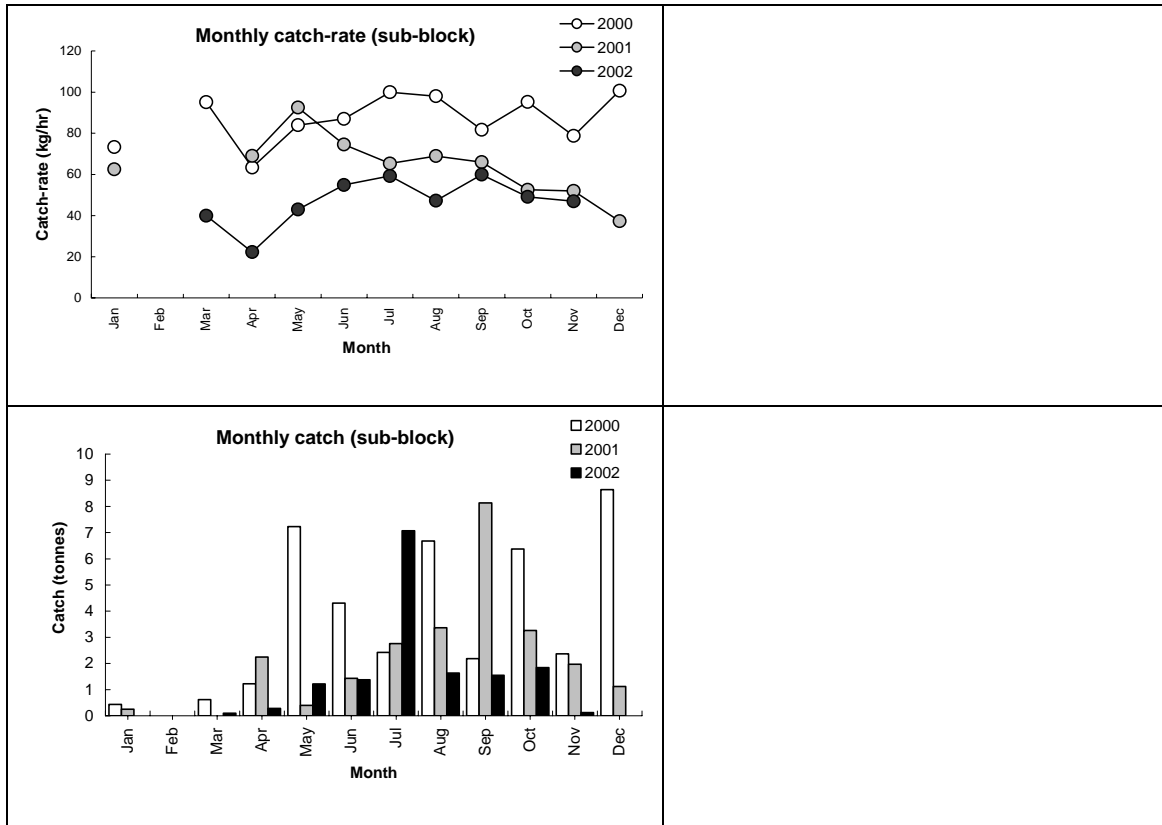 Monthly catch-rate (sub-block)
2000
2001
2002
120
100
80
60
40
20
0
Catch-rate (kg/hr)
Jan
Feb
Mar
Apr
May
Jun
Jul
Aug
Sep
Oct
Nov
Dec
Month
Monthly catch (sub-block)
2000
2001
2002
10
9
8
7
6
5
4
3
2
1
0
Catch (tonnes)
Jan
Feb
Mar
Apr
May
Jun
Jul
Aug
Sep
Oct
Nov
Dec
Month